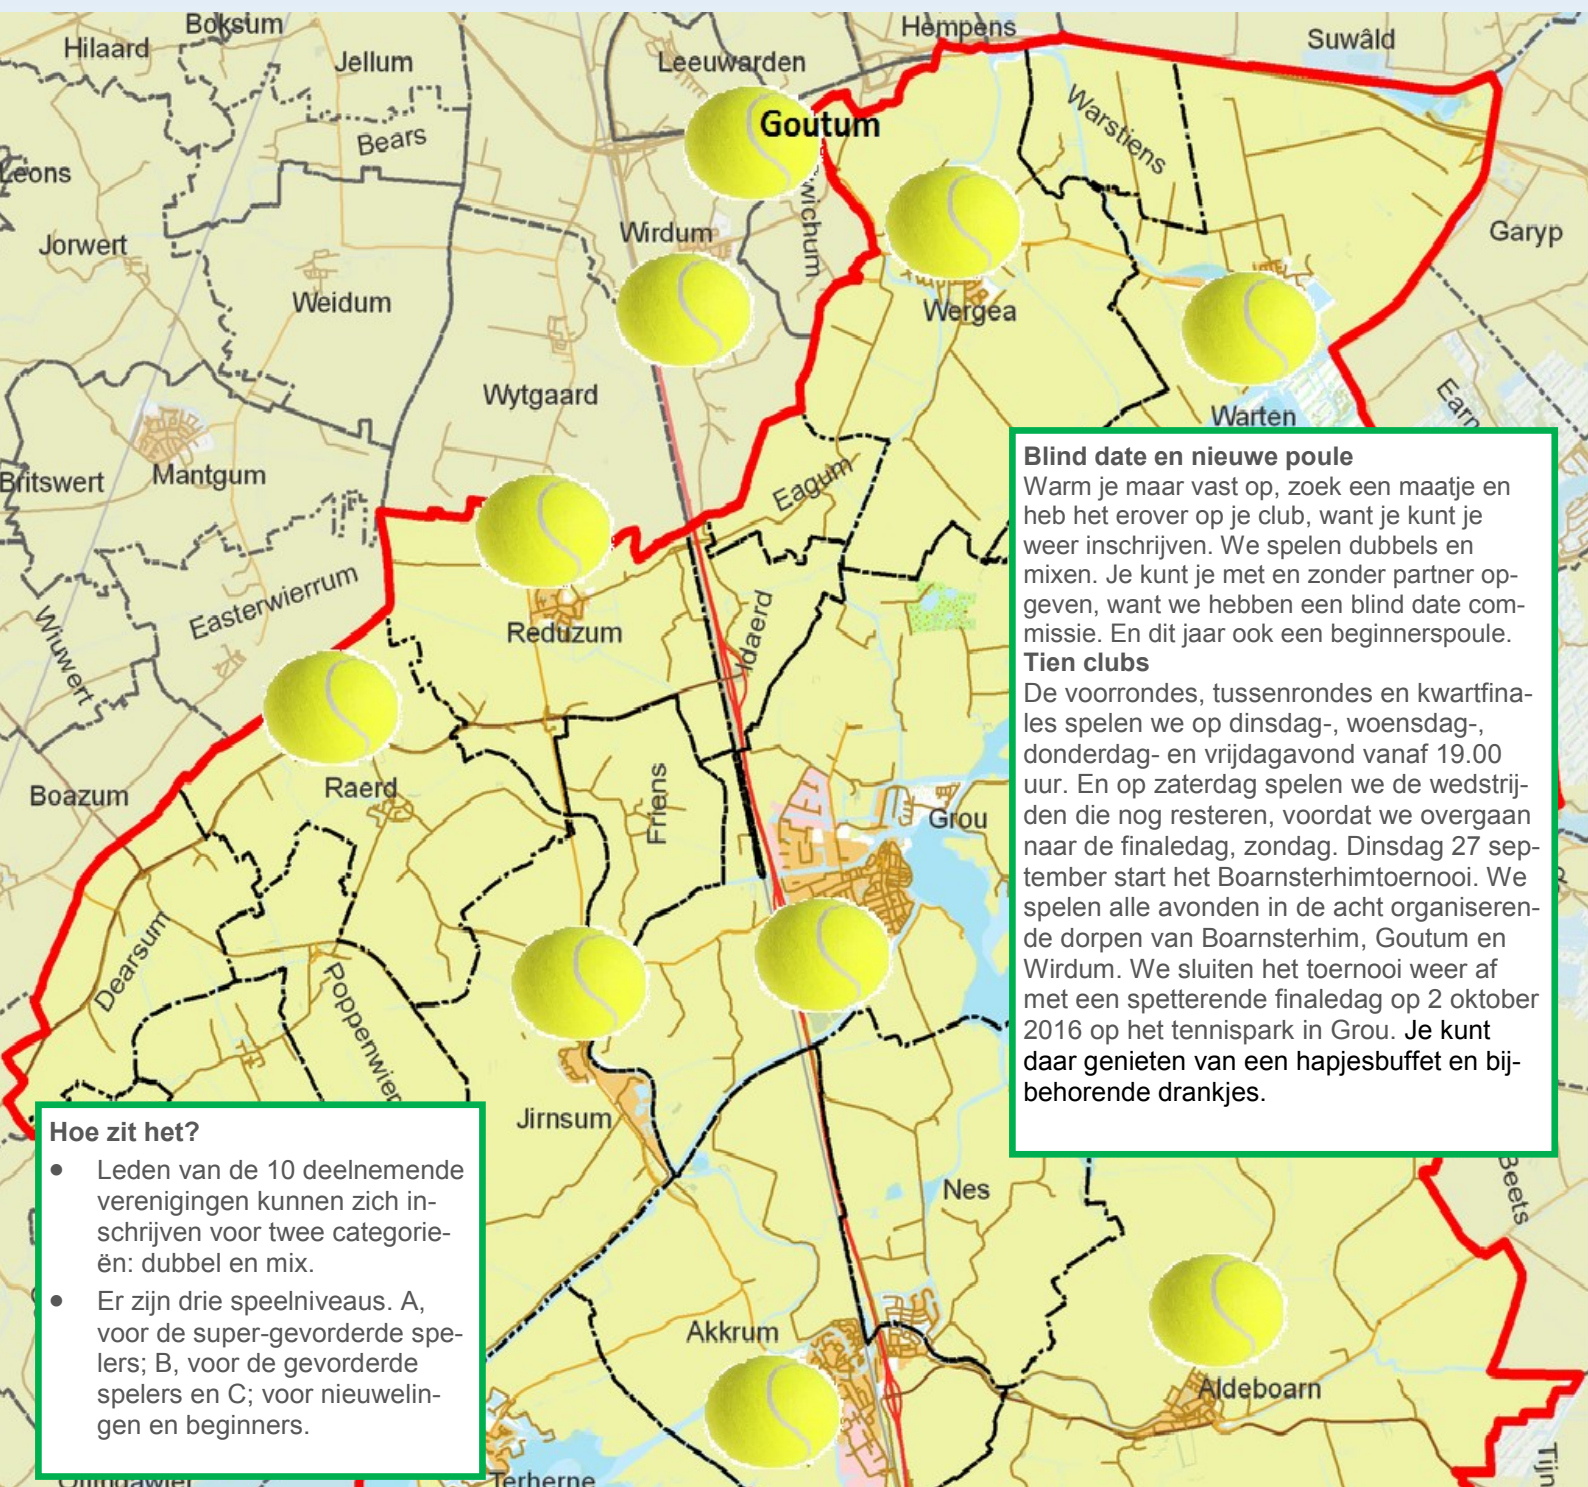 Boksum
Hempens
Hilaard
Jellum
Leeuwarden
Suwâld
Goutum
Warstiens
Bears
Leons
wichum
Jorwert
Wirdum
Garyp
Weidum
Wergea
Wytgaard
Warten
Earn
Britswert
Mantgum
Eagum
Easterwierrum
Wiuwert
Reduzum
Idaerd
Boazum
Raerd
Friens
Grou
Dearsum
Poppenwier
Jirnsum
Nes
Beets
Akkrum
Aldeboarn
Terherne
Tijn
Blind date en nieuwe poule
Warm je maar vast op, zoek een maatje en
heb het erover op je club, want je kunt je
weer inschrijven. We spelen dubbels en
mixen. Je kunt je met en zonder partner op-
geven, want we hebben een blind date com-
missie. En dit jaar ook een beginnerspoule.
Tien clubs
De voorrondes, tussenrondes en kwartfina-
les spelen we op dinsdag-, woensdag-,
donderdag- en vrijdagavond vanaf 19.00
uur. En op zaterdag spelen we de wedstrij-
den die nog resteren, voordat we overgaan
naar de finaledag, zondag. Dinsdag 27 sep-
tember start het Boarnsterhimtoernooi. We
spelen alle avonden in de acht organiseren-
de dorpen van Boarnsterhim, Goutum en
Wirdum. We sluiten het toernooi weer af
met een spetterende finaledag op 2 oktober
2016 op het tennispark in Grou. Je kunt
daar genieten van een hapjesbuffet en bij-
behorende drankjes.
Hoe zit het?
• Leden van de 10 deelnemende
verenigingen kunnen zich in-
schrijven voor twee categorie-
ën: dubbel en mix.
• Er zijn drie speelniveaus. A,
voor de super-gevorderde spe-
lers; B, voor de gevorderde
spelers en C; voor nieuwelin-
gen en beginners.